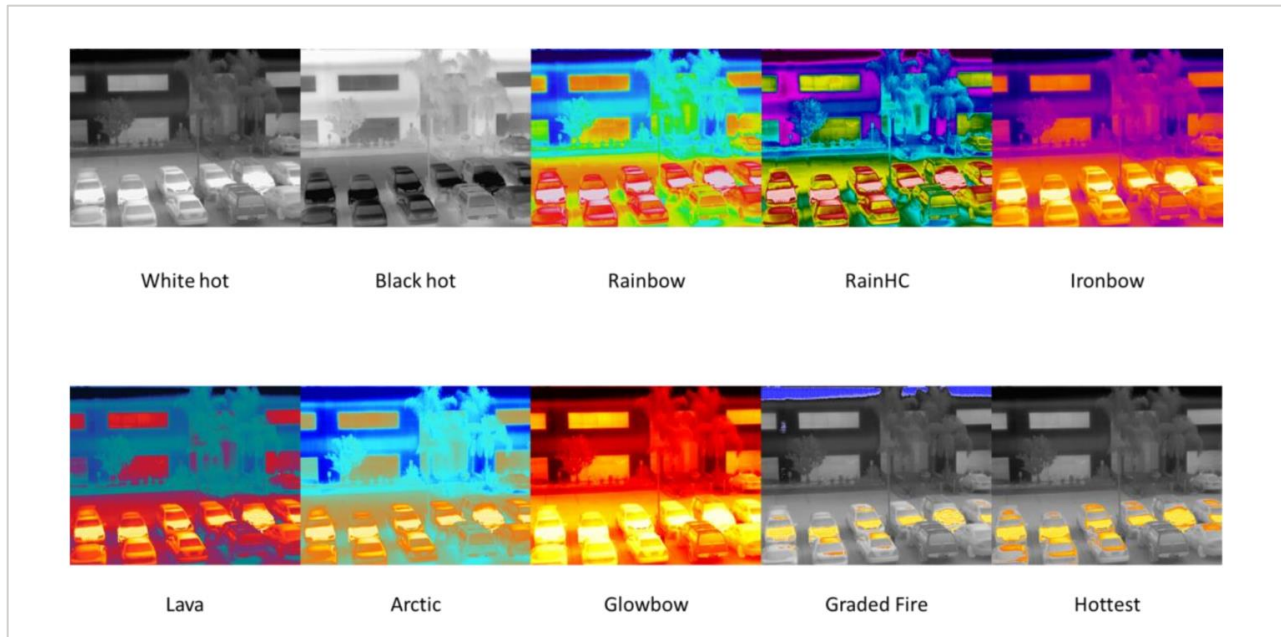 White hot
Black hot
Rainbow
RainHC
Ironbow
Lava
Arctic
Glowbow
Graded Fire
Hottest